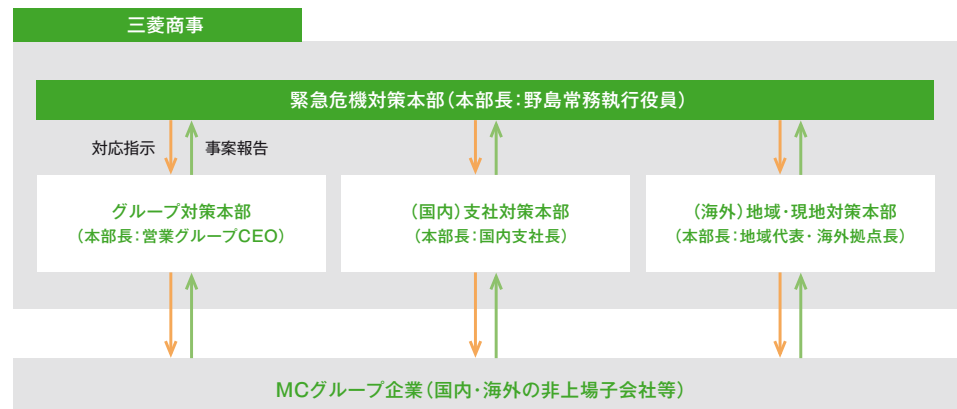 三菱商事
緊急危機対策本部（本部長：野島常務執行役員）
対応指示
事案報告
グループ対策本部
（本部長：営業グループCEO）
（国内）支社対策本部
（本部長：国内支社長）
（海外）地域・現地対策本部
（本部長：地域代表・海外拠点長）
MCグループ企業（国内・海外の非上場子会社等）